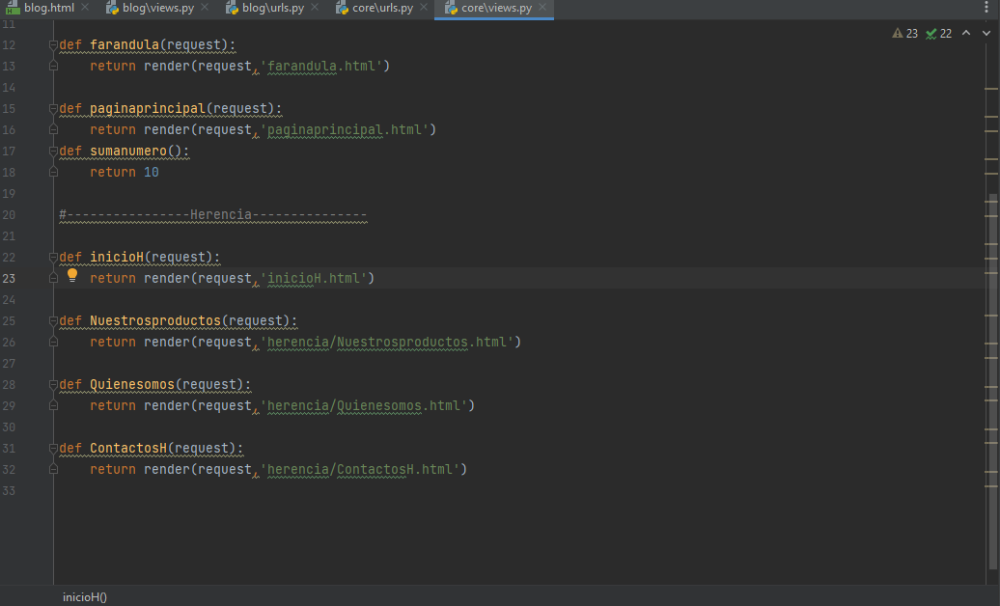 blog.html blog\views.py blog\urls.py core\urls.py core\views.py
11
23 22
12 def farandula(request):
13 return render(request,'farandula.html')
14
15 def paginaprincipal(request):
16 return render(request,'paginaprincipal.html')
17 def sumanumero():
18 return 10
19
20 #----------------Herencia---------------
21
22 def inicioH(request):
23 return render(request,'inicioH.html')
24
25 def Nuestrosproductos(request):
26 return render(request,'herencia/Nuestrosproductos.html')
27
28 def Quienesomos(request):
29 return render(request,'herencia/Quienesomos.html')
30
31 def ContactosH(request):
32 return render(request,'herencia/ContactosH.html')
33
inicioH()